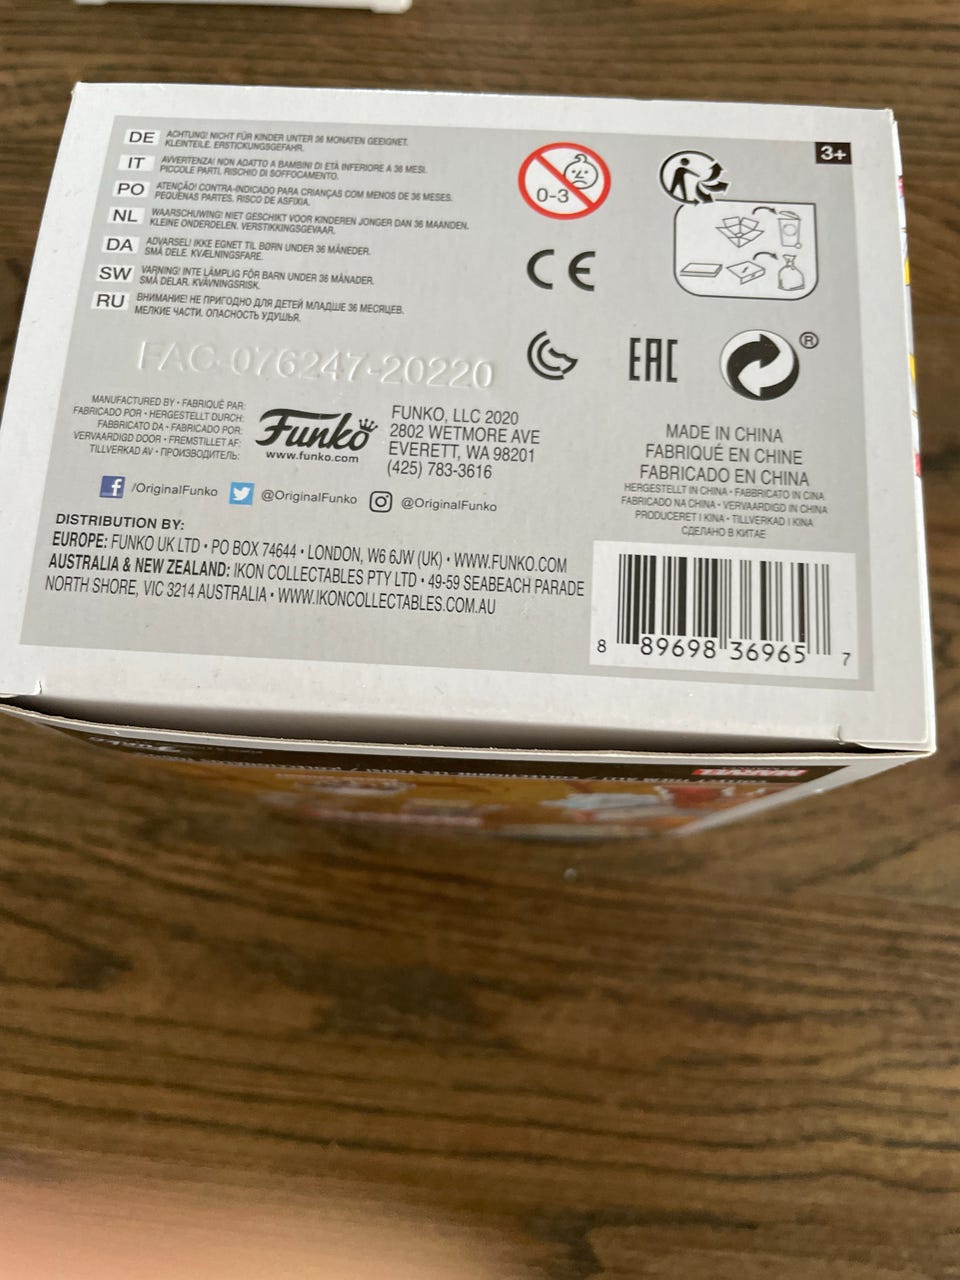 DE ACHTUNG! NICHT FÜR KINDER UNTER 36 MONATEN GEEIGNET.
KLEINTEILE. ERSTICKUNGSGEFAHR.
IT AVVERTENZA! NON ADATTO A BAMBINI DI ETÀ INFERIORE A 36 MESI.
PICCOLE PARTI. RISCHIO DI SOFFOCAMENTO.
PO ATENÇÃO! CONTRA-INDICADO PARA CRIANÇAS COM MENOS DE 36 MESES.
PEQUENAS PARTES. RISCO DE ASFIXIA.
NL WAARSCHUWING! NIET GESCHIKT VOOR KINDEREN JONGER DAN 36 MAANDEN.
KLEINE ONDERDELEN. VERSTIKKINGSGEVAAR.
DA ADVARSEL! IKKE EGNET TIL BØRN UNDER 36 MÅNEDER.
SMÅ DELE. KVÆLNINGSFARE.
SW VARNING! INTE LÄMPLIG FÖR BARN UNDER 36 MÅNADER.
SMÅ DELAR. KVÄVNINGSRISK.
RU ВНИМАНИЕ! НЕ ПРИГОДНО ДЛЯ ДЕТЕЙ МЛАДШЕ 36 МЕСЯЦЕВ.
МЕЛКИЕ ЧАСТИ. ОПАСНОСТЬ УДУШЬЯ.
0-3
3+
CE
EAC
®
FAC-076247-20220
MANUFACTURED BY • FABRIQUÉ PAR:
FABRICADO POR • HERGESTELLT DURCH:
FABBRICATO DA • FABRICADO POR:
VERVAARDIGD DOOR • FREMSTILLET AF:
TILLVERKAD AV • ПРОИЗВОДИТЕЛЬ:
Funko
www.funko.com
FUNKO, LLC 2020
2802 WETMORE AVE
EVERETT, WA 98201
(425) 783-3616
MADE IN CHINA
FABRIQUÉ EN CHINE
FABRICADO EN CHINA
HERGESTELLT IN CHINA • FABBRICATO IN CINA
FABRICADO NA CHINA • VERVAARDIGD IN CHINA
PRODUCERET I KINA • TILLVERKAD I KINA
СДЕЛАНО В КИТАЕ
/OriginalFunko @OriginalFunko @OriginalFunko
DISTRIBUTION BY:
EUROPE: FUNKO UK LTD • PO BOX 74644 • LONDON, W6 6JW (UK) • WWW.FUNKO.COM
AUSTRALIA & NEW ZEALAND: IKON COLLECTABLES PTY LTD • 49-59 SEABEACH PARADE
NORTH SHORE, VIC 3214 AUSTRALIA • WWW.IKONCOLLECTABLES.COM.AU
8 89698 36965 7
MARVEL